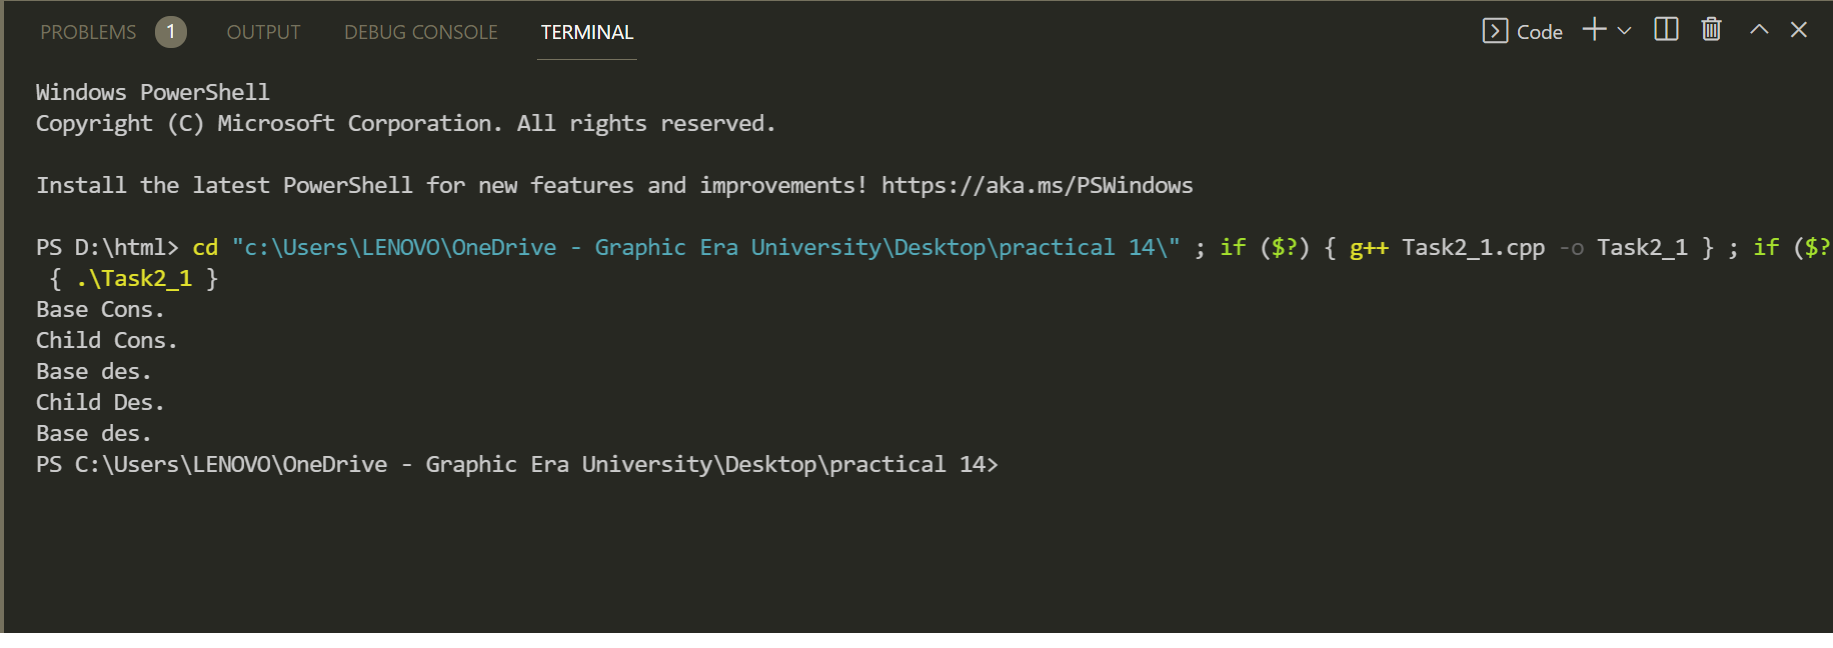 PROBLEMS 1 OUTPUT DEBUG CONSOLE TERMINAL Code
Windows PowerShell
Copyright (C) Microsoft Corporation. All rights reserved.
Install the latest PowerShell for new features and improvements! https://aka.ms/PSWindows
PS D:\html> cd "c:\Users\LENOVO\OneDrive - Graphic Era University\Desktop\practical 14\" ; if ($?) { g++ Task2_1.cpp -o Task2_1 } ; if ($?
{ .\Task2_1 }
Base Cons.
Child Cons.
Base des.
Child Des.
Base des.
PS C:\Users\LENOVO\OneDrive - Graphic Era University\Desktop\practical 14>